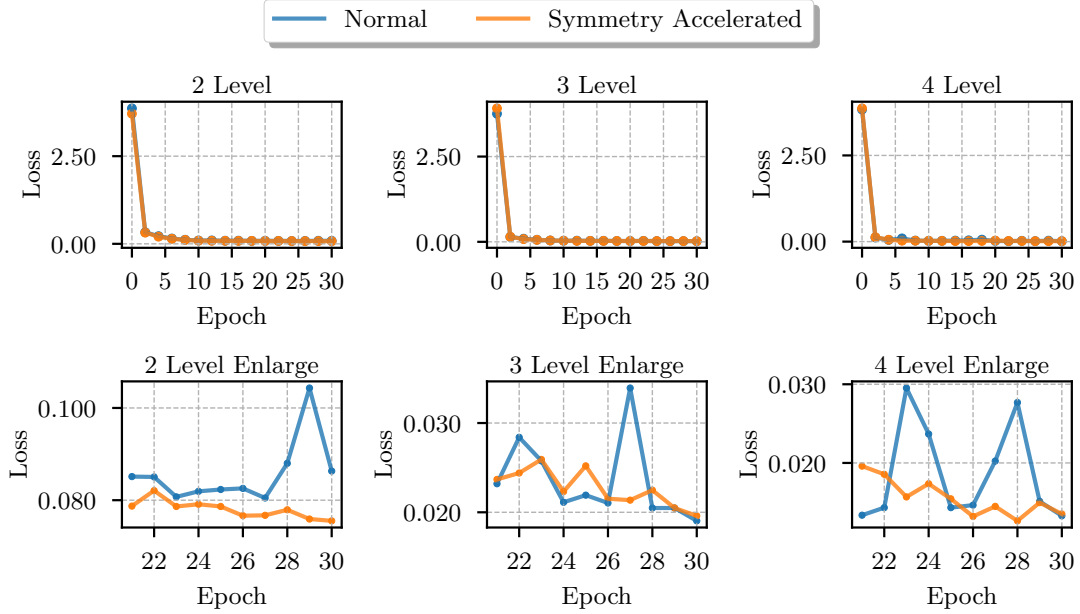 Normal Symmetry Accelerated
2 Level 3 Level 4 Level
Loss 2.50 0.00 Loss 2.50 0.00 Loss 2.50 0.00
0 5 10 15 20 25 30 0 5 10 15 20 25 30 0 5 10 15 20 25 30
Epoch Epoch Epoch
2 Level Enlarge 3 Level Enlarge 4 Level Enlarge
Loss 0.100 0.080 Loss 0.030 0.020 Loss 0.030 0.020
22 24 26 28 30 22 24 26 28 30 22 24 26 28 30
Epoch Epoch Epoch